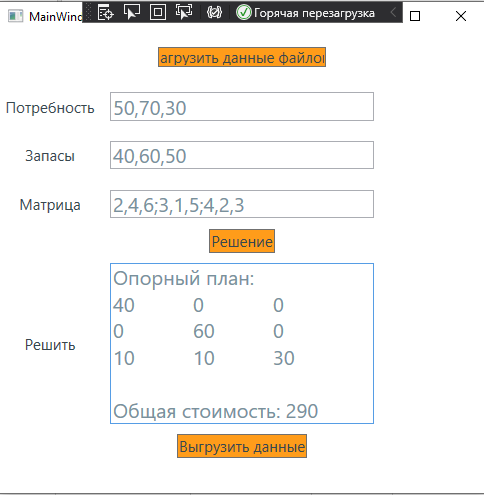 MainWind
Горячая перезагрузка
агрузить данные файлом
Потребность 50,70,30
Запасы 40,60,50
Матрица 2,4,6;3,1,5;4,2,3
Решение
Опорный план:
40 0 0
0 60 0
Решить
10 10 30
Общая стоимость: 290
Выгрузить данные